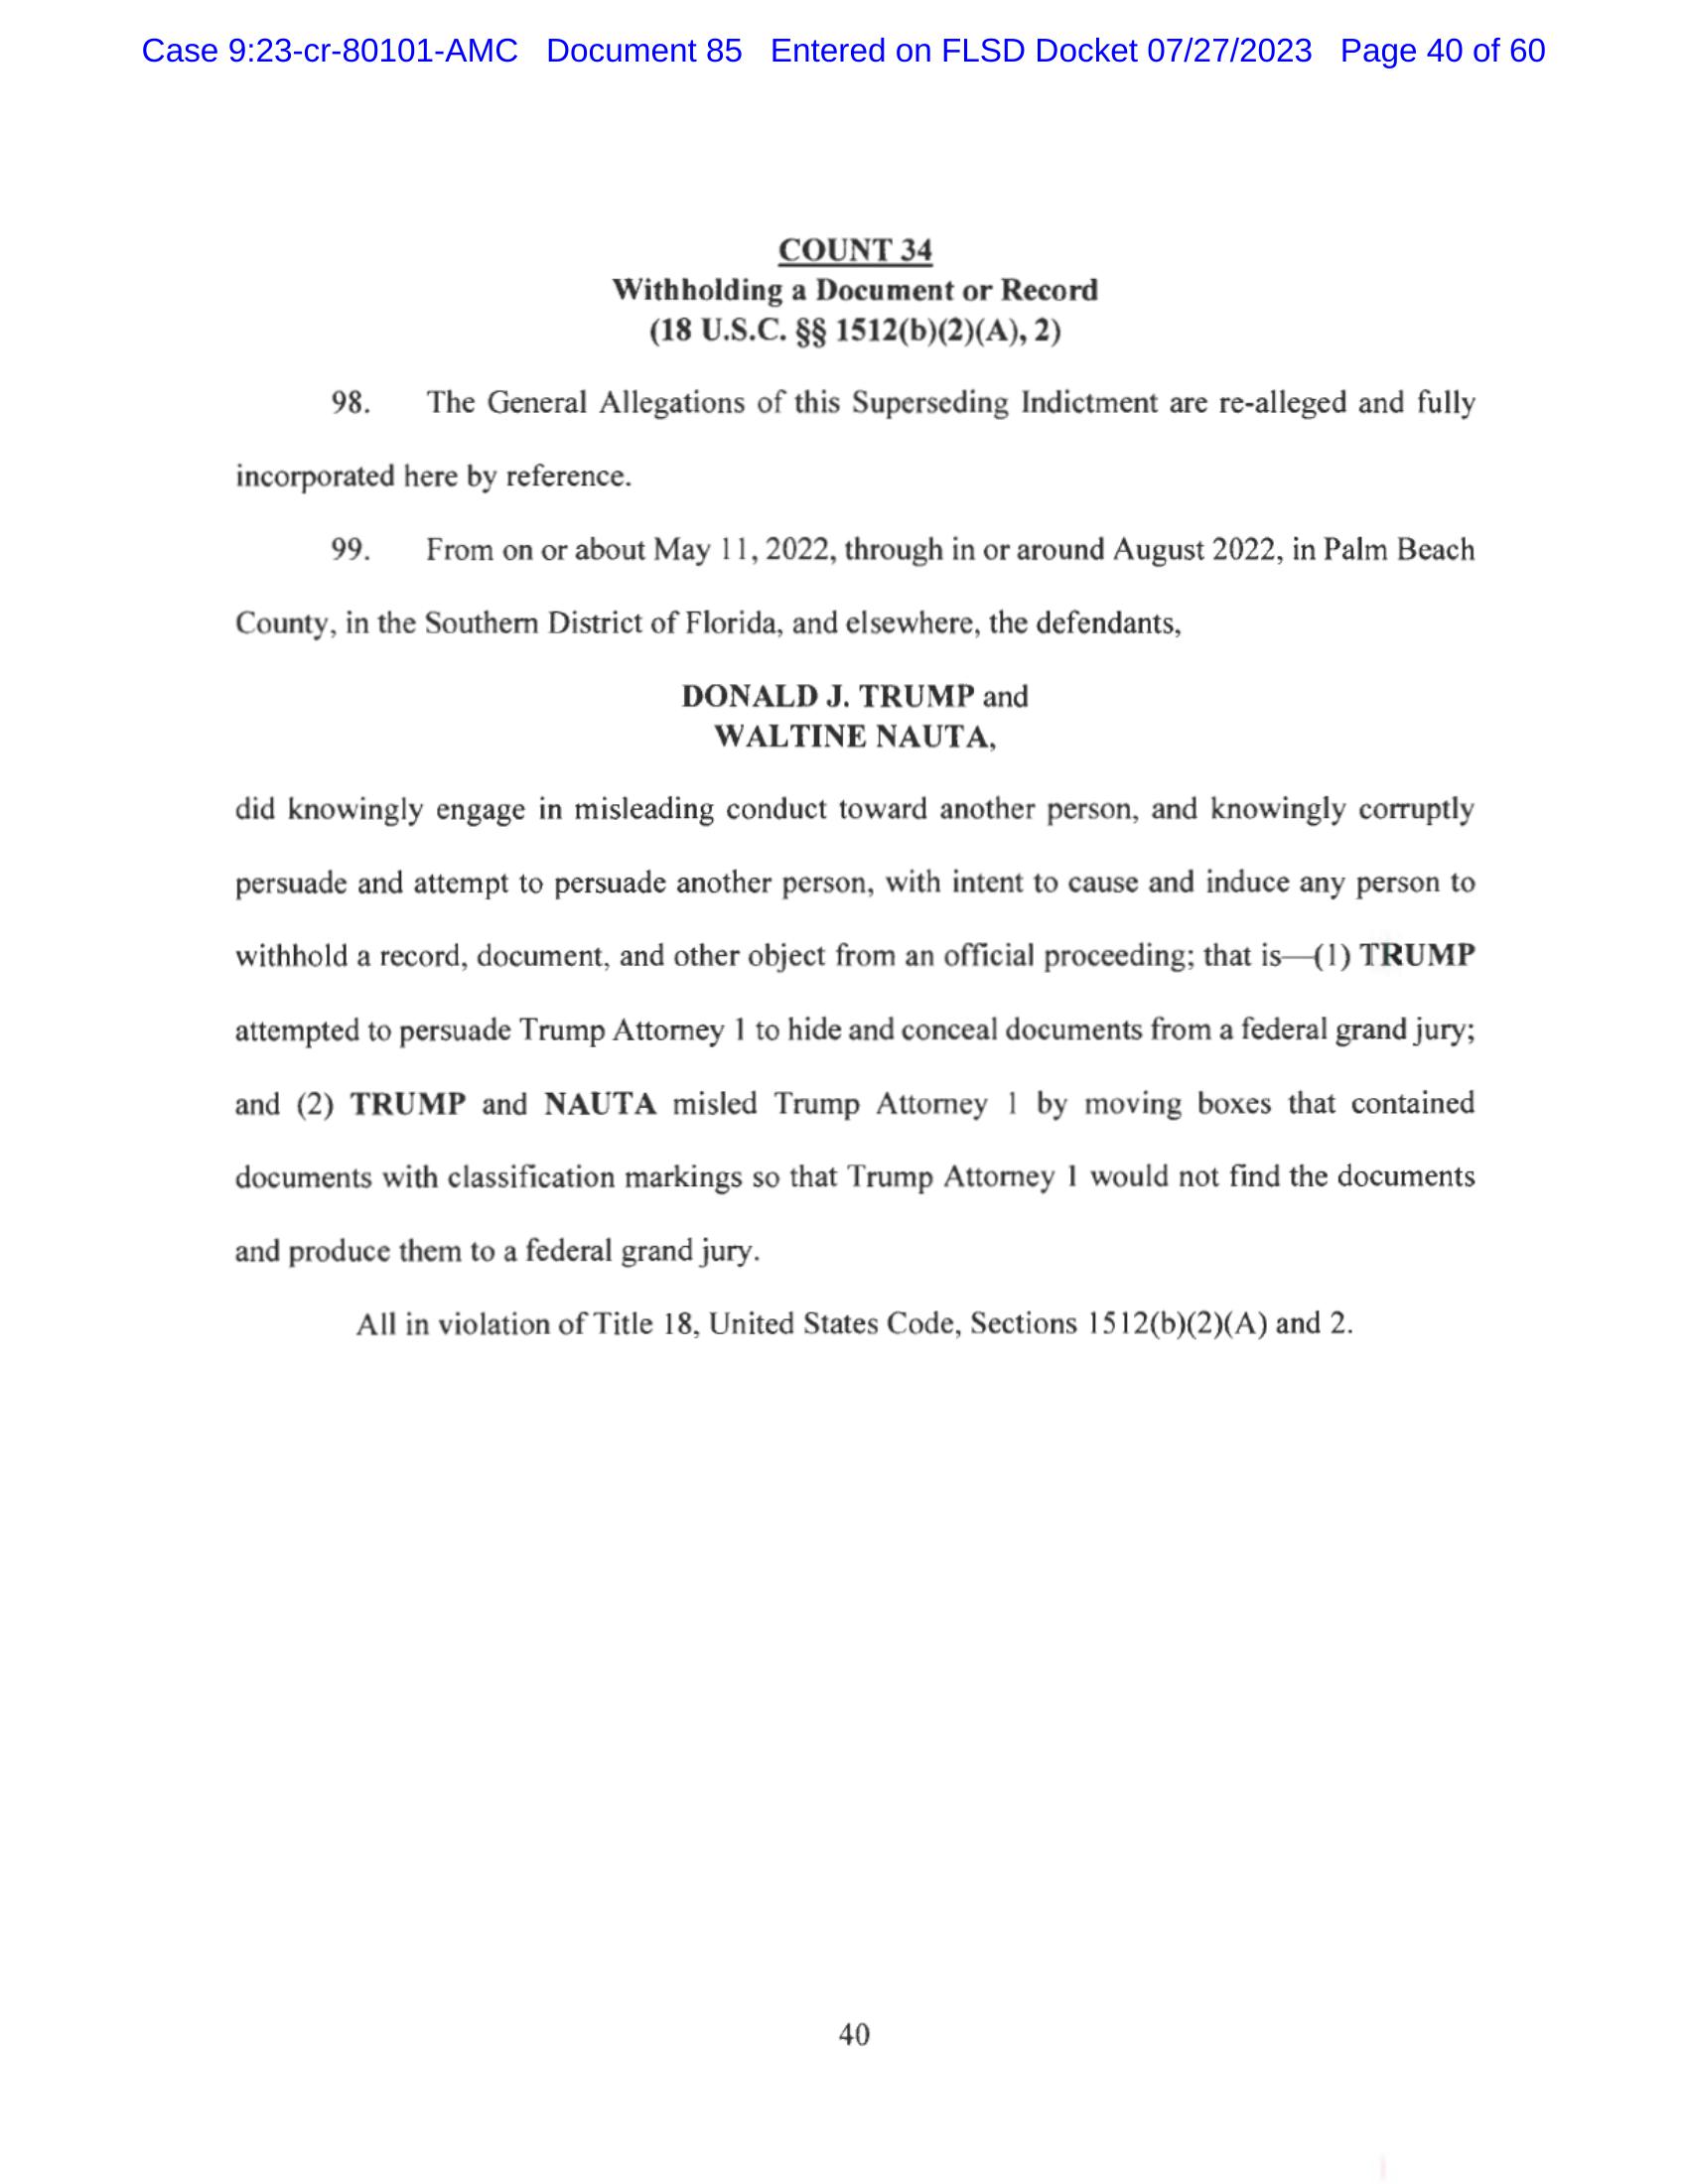 Case 9:23-cr-80101-AMC Document 85 Entered on FLSD Docket 07/27/2023 Page 40 of 60
COUNT 34
Withholding a Document or Record
(18 U.S.C. §§ 1512(b)(2)(A), 2)
98. The General Allegations of this Superseding Indictment are re-alleged and fully
incorporated here by reference.
99. From on or about May 11, 2022, through in or around August 2022, in Palm Beach
County, in the Southern District of Florida, and elsewhere, the defendants,
DONALD J. TRUMP and
WALTINE NAUTA,
did knowingly engage in misleading conduct toward another person, and knowingly corruptly
persuade and attempt to persuade another person, with intent to cause and induce any person to
withhold a record, document, and other object from an official proceeding; that is—(1) TRUMP
attempted to persuade Trump Attorney 1 to hide and conceal documents from a federal grand jury;
and (2) TRUMP and NAUTA misled Trump Attorney 1 by moving boxes that contained
documents with classification markings so that Trump Attorney 1 would not find the documents
and produce them to a federal grand jury.
All in violation of Title 18, United States Code, Sections 1512(b)(2)(A) and 2.
40